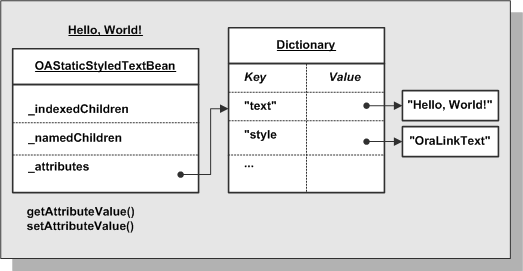 Hello, World!
OAStaticStyledTextBean
_indexedChildren
_namedChildren
_attributes
getAttributeValue()
setAttributeValue()
Dictionary
Key Value
"text"
"style
...
"Hello, World!"
"OraLinkText"